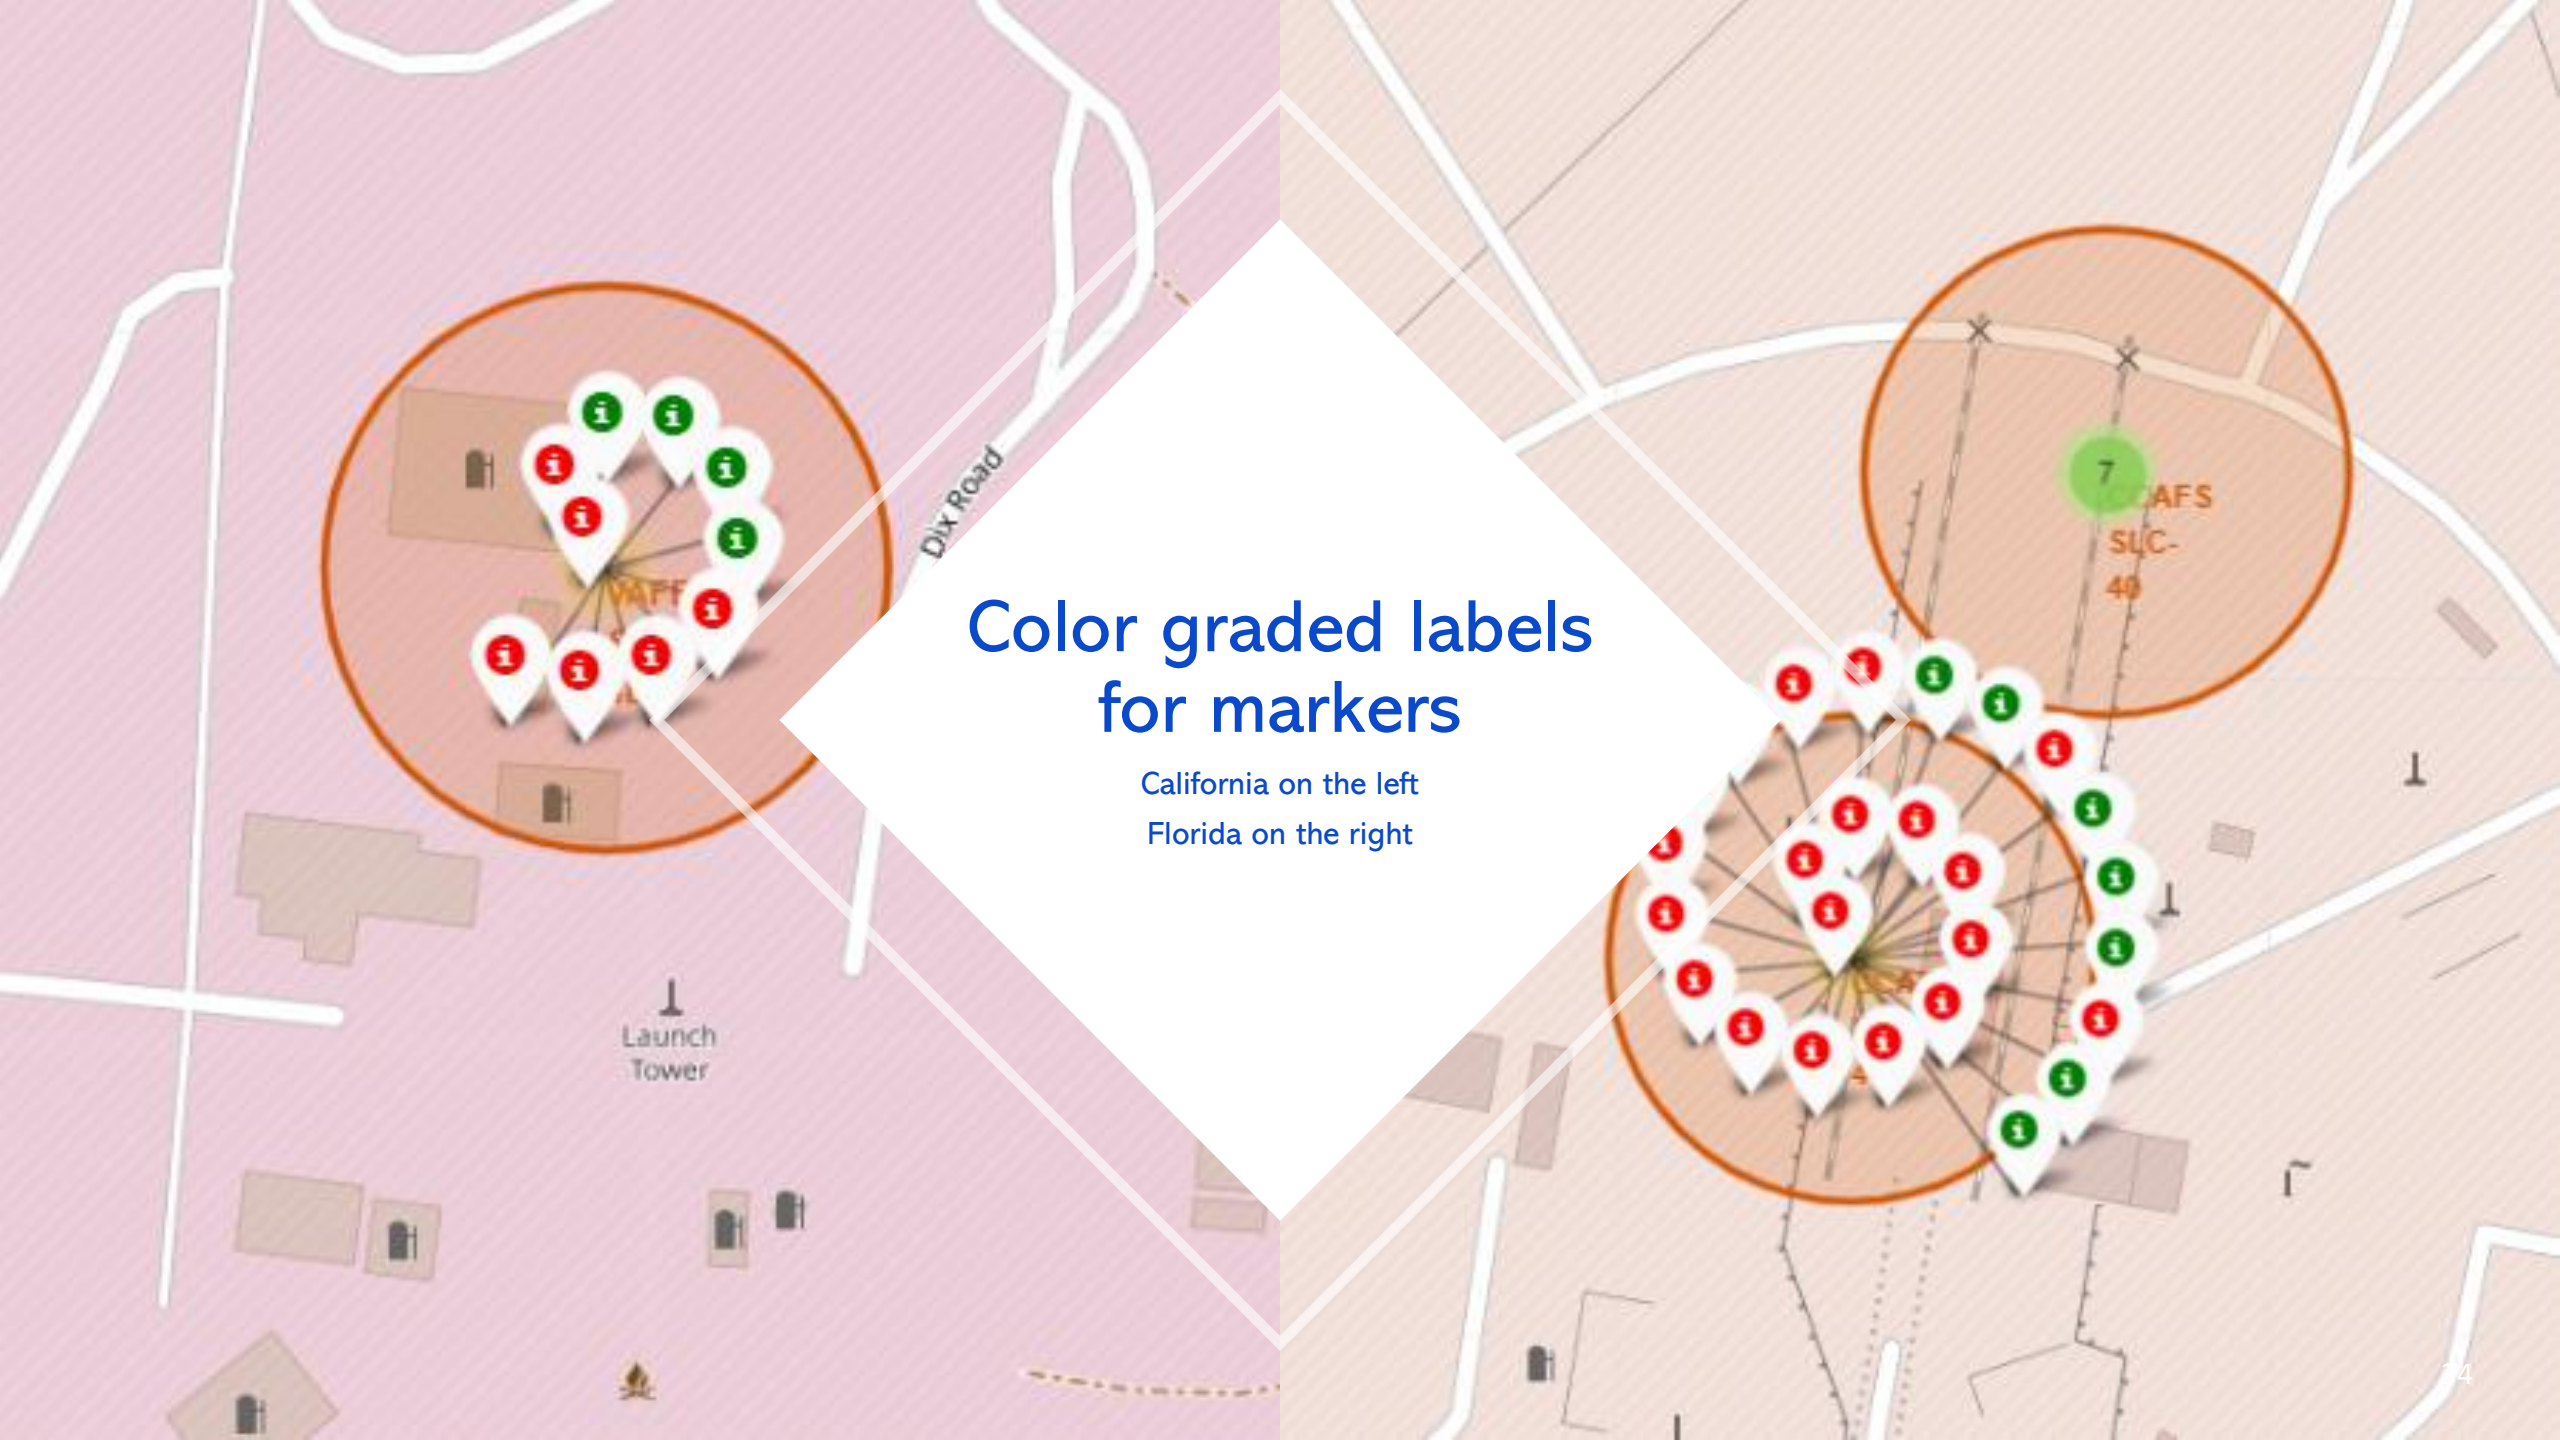 Color graded labels
for markers
California on the left
Florida on the right
Dix Road
Launch
Tower
7
SLC-
40